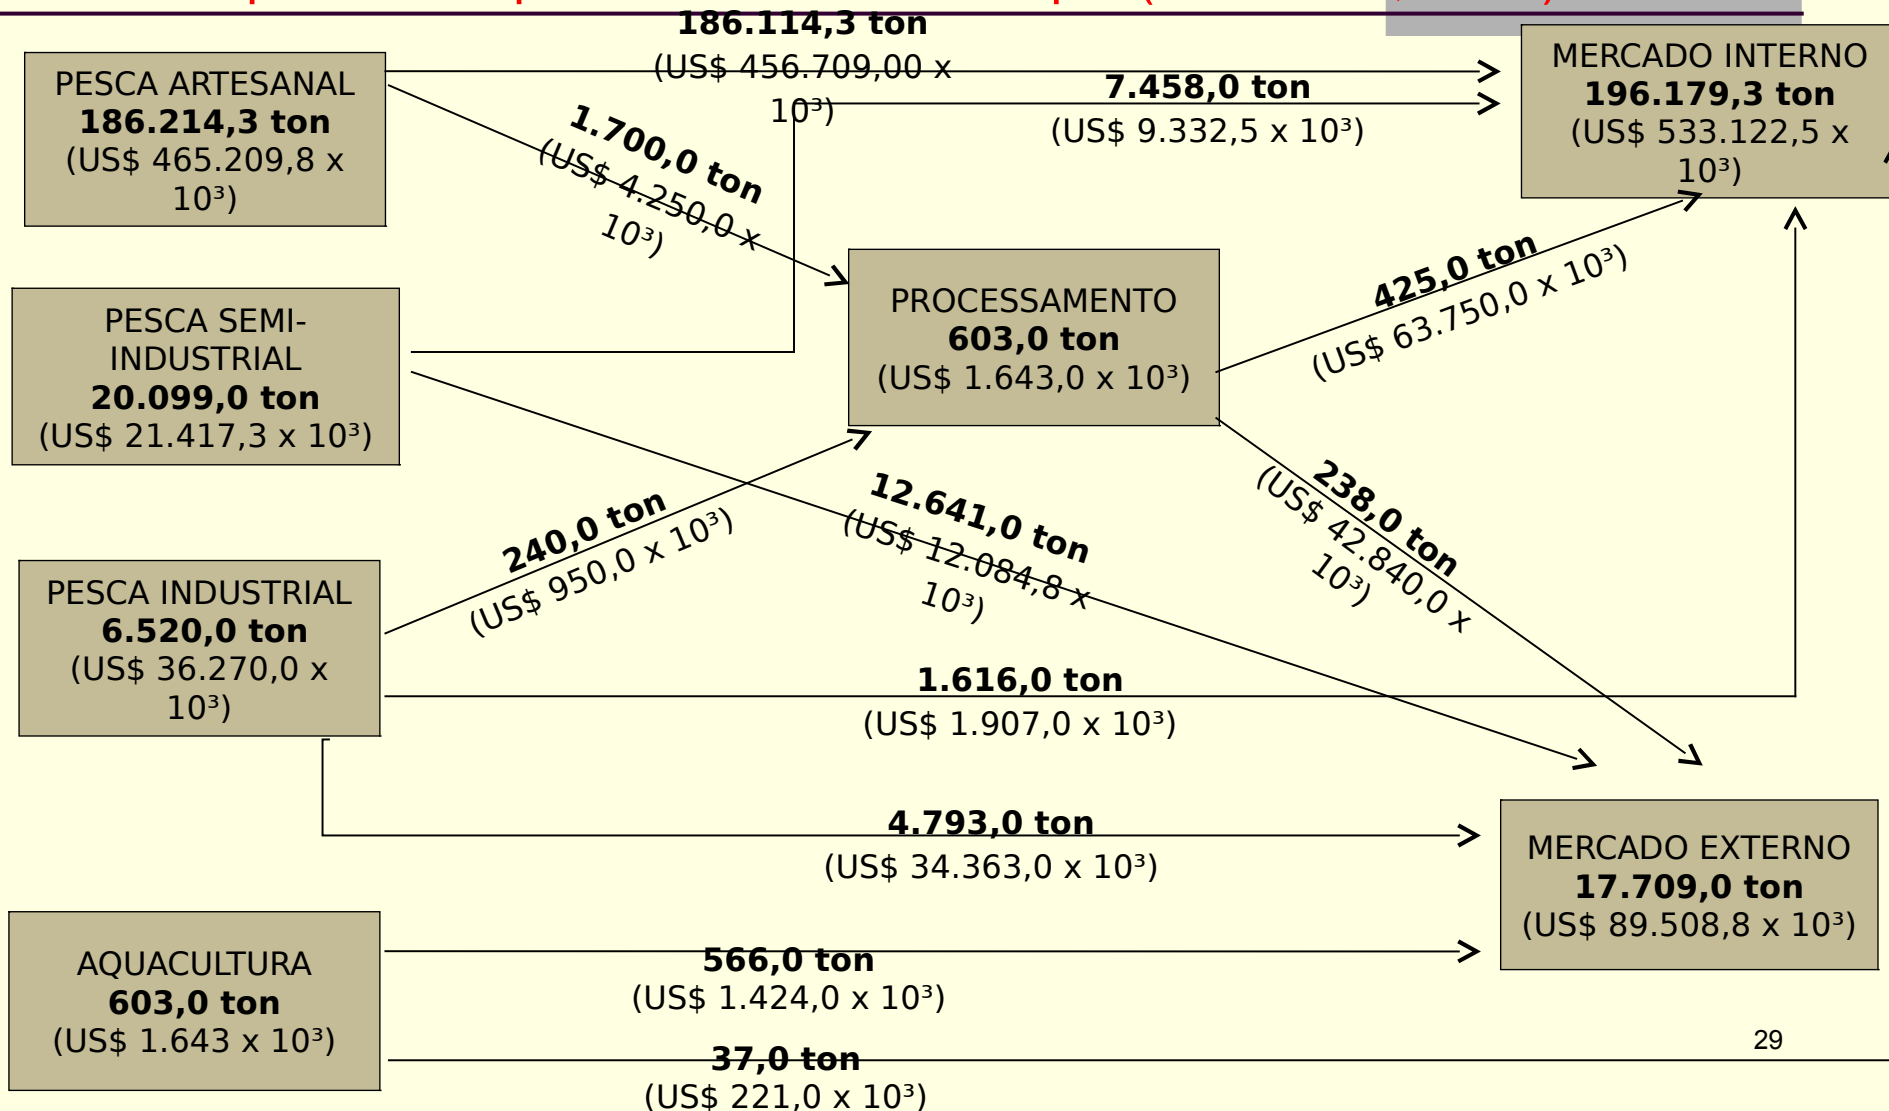 186.114,3 ton
(US$ 456.709,00 x
10³)
PESCA ARTESANAL
186.214,3 ton
(US$ 465.209,8 x
10³)
7.458,0 ton
(US$ 9.332,5 x 10³)
MERCADO INTERNO
196.179,3 ton
(US$ 533.122,5 x
10³)
1.700,0 ton
(US$ 4.250,0 x
10³)
PESCA SEMI-
INDUSTRIAL
20.099,0 ton
(US$ 21.417,3 x 10³)
PROCESSAMENTO
603,0 ton
(US$ 1.643,0 x 10³)
425,0 ton
(US$ 63.750,0 x 10³)
240,0 ton
(US$ 950,0 x 10³)
12.641,0 ton
(US$ 12.084,8 x
10³)
238,0 ton
(US$ 42.840,0 x
10³)
PESCA INDUSTRIAL
6.520,0 ton
(US$ 36.270,0 x
10³)
1.616,0 ton
(US$ 1.907,0 x 10³)
4.793,0 ton
(US$ 34.363,0 x 10³)
MERCADO EXTERNO
17.709,0 ton
(US$ 89.508,8 x 10³)
AQUACULTURA
603,0 ton
(US$ 1.643 x 10³)
566,0 ton
(US$ 1.424,0 x 10³)
37,0 ton
(US$ 221,0 x 10³)
29